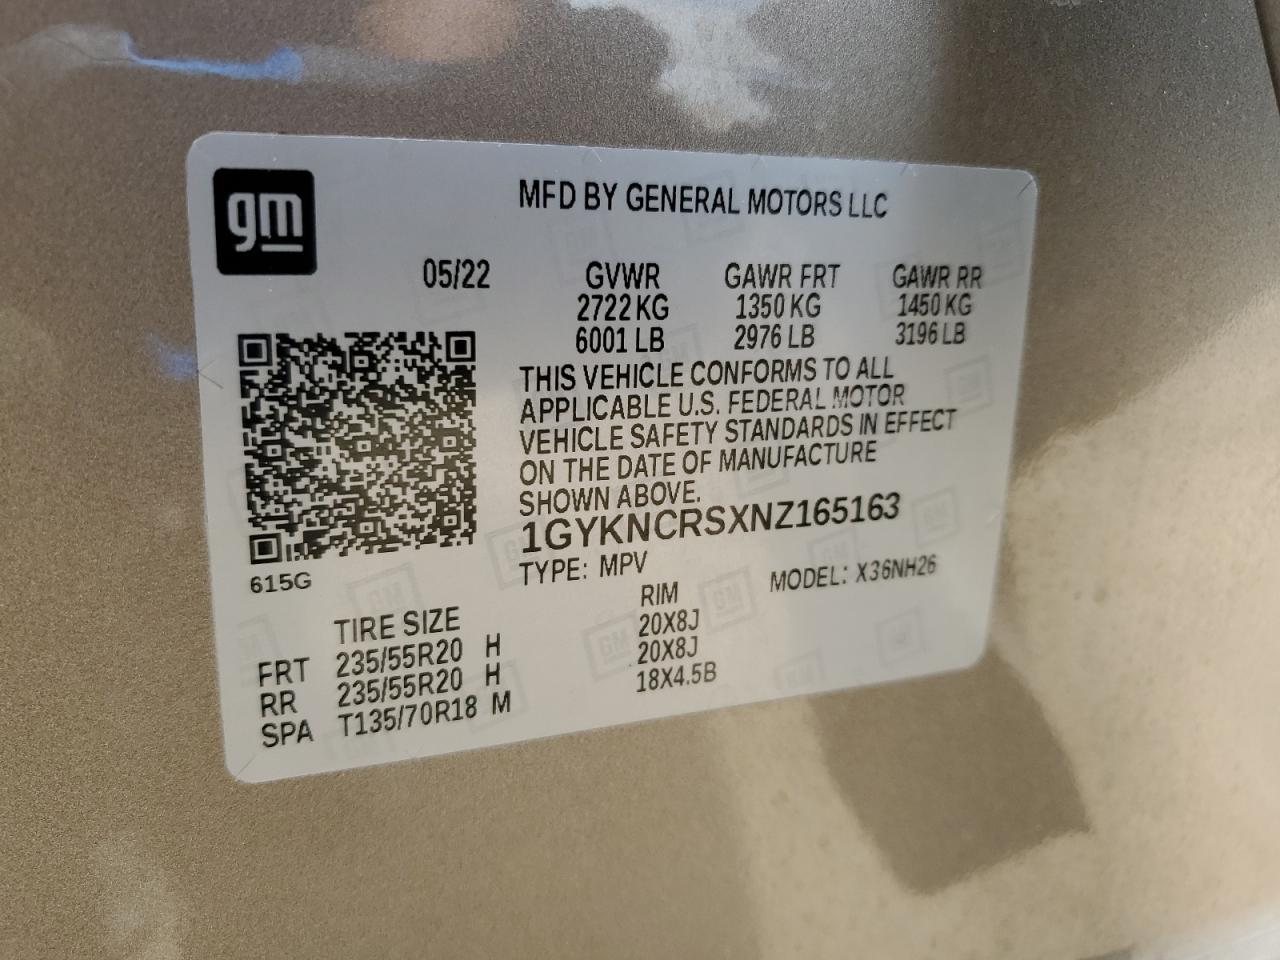 gm
MFD BY GENERAL MOTORS LLC
05/22 GVWR GAWR FRT GAWR RR
2722 KG 1350 KG 1450 KG
6001 LB 2976 LB 3196 LB
THIS VEHICLE CONFORMS TO ALL
APPLICABLE U.S. FEDERAL MOTOR
VEHICLE SAFETY STANDARDS IN EFFECT
ON THE DATE OF MANUFACTURE
SHOWN ABOVE.
1GYKNCRSXNZ165163
TYPE: MPV MODEL: X36NH26
615G
TIRE SIZE RIM
FRT 235/55R20 H 20X8J
RR 235/55R20 H 20X8J
SPA T135/70R18 M 18X4.5B